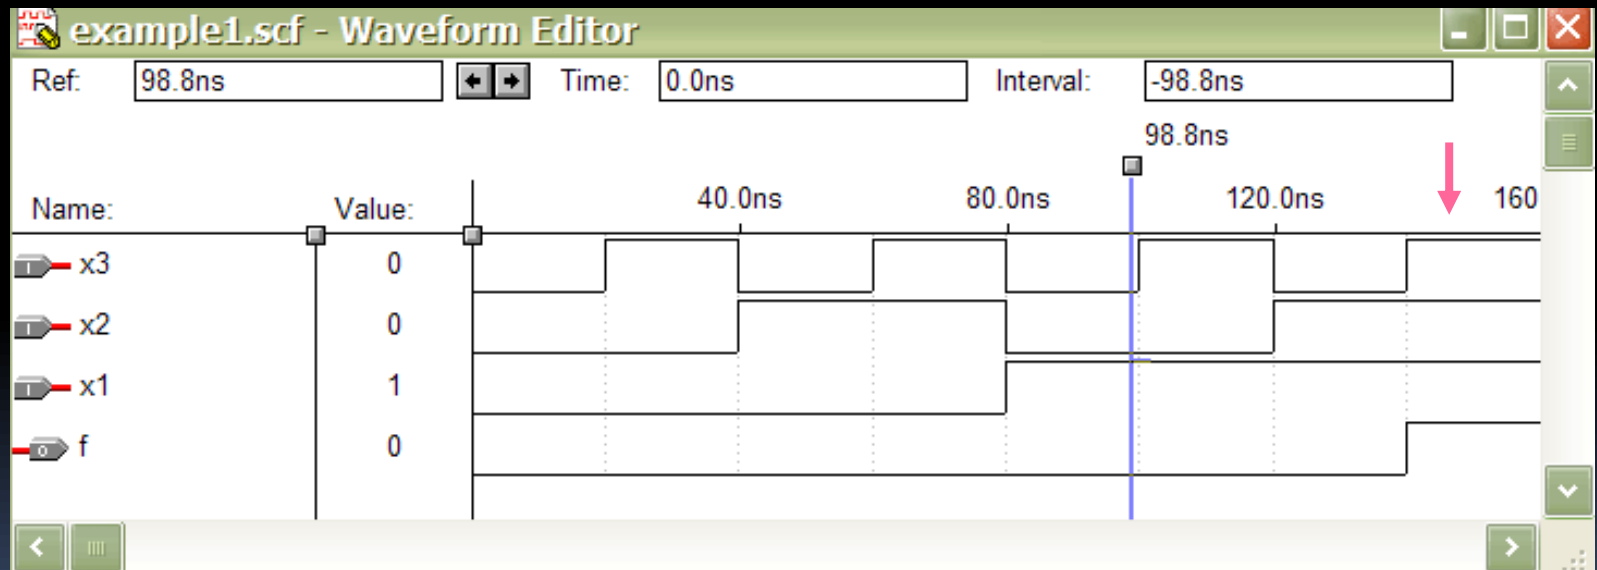 example1.scf - Waveform Editor
Ref: 98.8ns Time: 0.0ns Interval: -98.8ns
98.8ns
Name: Value: 40.0ns 80.0ns 120.0ns 160
I x3 0
I x2 0
I x1 1
O f 0